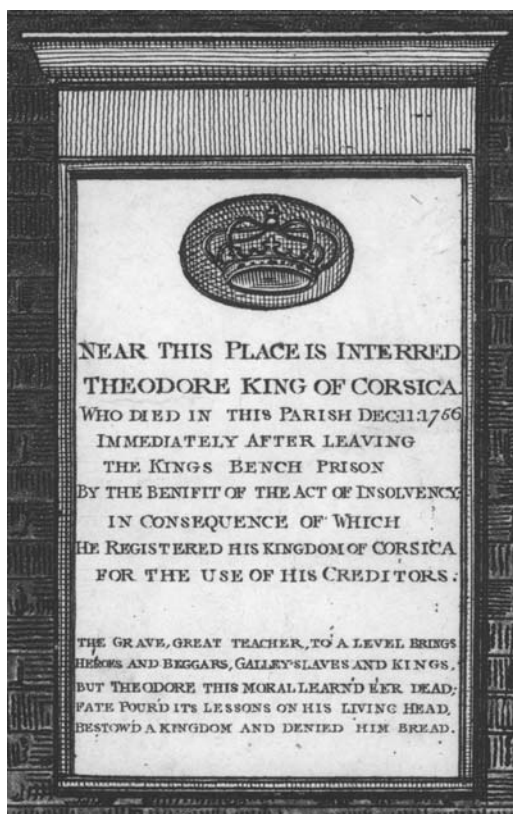 NEAR THIS PLACE IS INTERRED
THEODORE KING OF CORSICA.
WHO DIED IN THIS PARISH DEC:11:1756
IMMEDIATELY AFTER LEAVING
THE KINGS BENCH PRISON
BY THE BENIFIT OF THE ACT OF INSOLVENCY:
IN CONSEQUENCE OF WHICH
HE REGISTERED HIS KINGDOM OF CORSICA
FOR THE USE OF HIS CREDITORS.
THE GRAVE, GREAT TEACHER, TO A LEVEL BRINGS
HEROES AND BEGGARS, GALLEY SLAVES AND KINGS.
BUT THEODORE THIS MORAL LEARN'D E'ER DEAD;
FATE POUR'D ITS LESSONS ON HIS LIVING HEAD,
BESTOW'D A KINGDOM AND DENIED HIM BREAD.